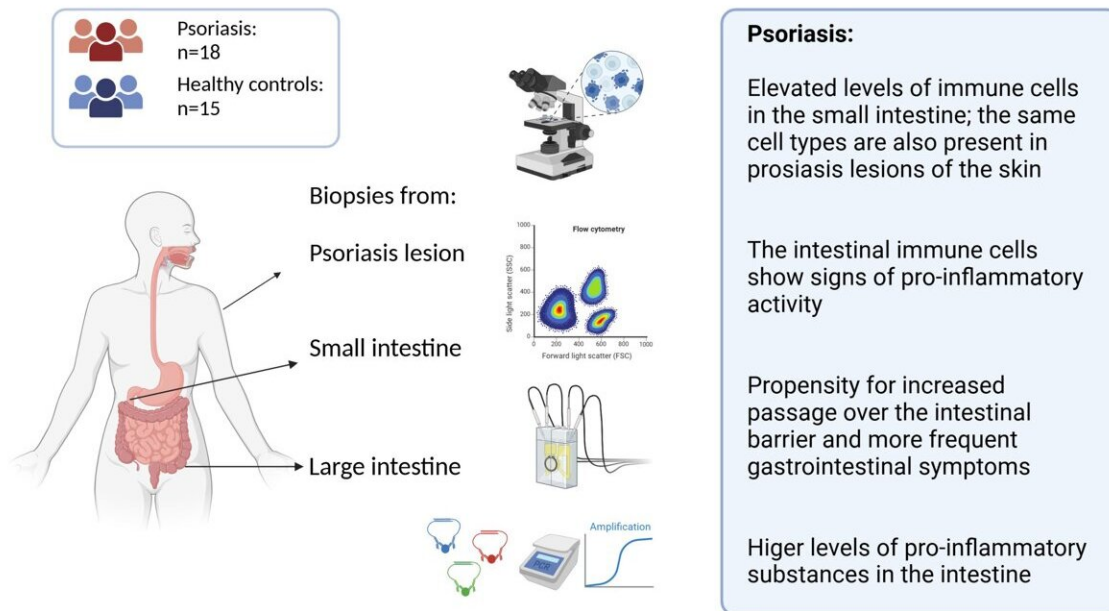 Psoriasis:
n=18
Healthy controls:
n=15
Biopsies from:
Psoriasis lesion
Small intestine
Large intestine
Flow cytometry
Side light scatter (SSC)
1000
800
600
400
200
0
0 200 400 600 800 1000
Forward light scatter (FSC)
PCR
Amplification
Psoriasis:
Elevated levels of immune cells
in the small intestine; the same
cell types are also present in
prosiasis lesions of the skin
The intestinal immune cells
show signs of pro-inflammatory
activity
Propensity for increased
passage over the intestinal
barrier and more frequent
gastrointestinal symptoms
Higer levels of pro-inflammatory
substances in the intestine